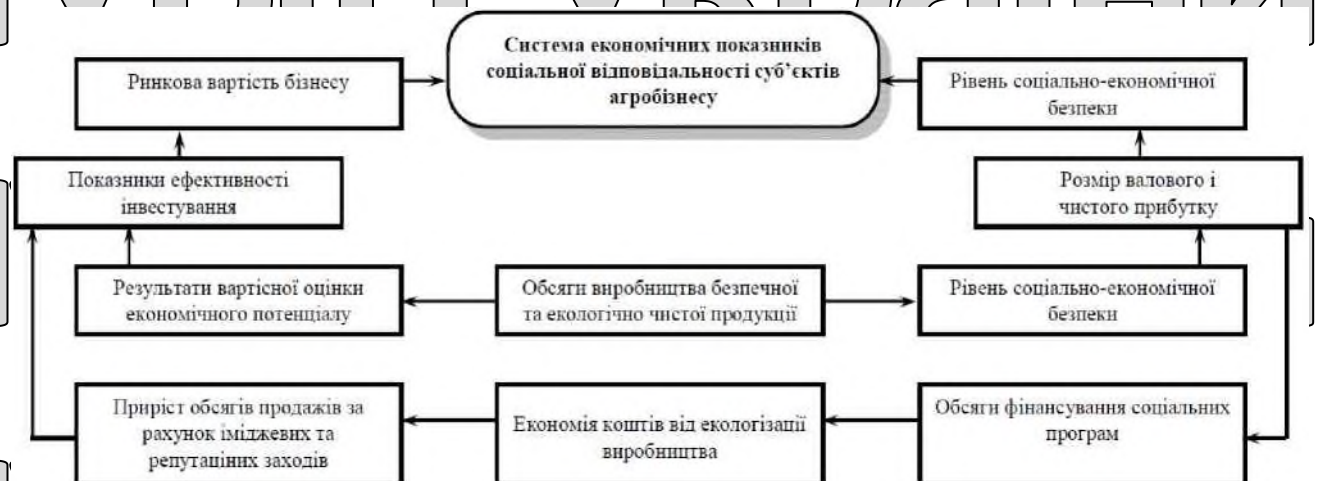 Система економічних показників
соціальної відповідальності суб’єктів
агробізнесу
Ринкова вартість бізнесу
Рівень соціально-економічної
безпеки
Показники ефективності
інвестування
Розмір валового і
чистого прибутку
Результати вартісної оцінки
економічного потенціалу
Обсяги виробництва безпечної
та екологічно чистої продукції
Рівень соціально-економічної
безпеки
Приріст обсягів продажів за
рахунок іміджевих та
репутаціних заходів
Економія коштів від екологізації
виробництва
Обсяги фінансування соціальних
програм